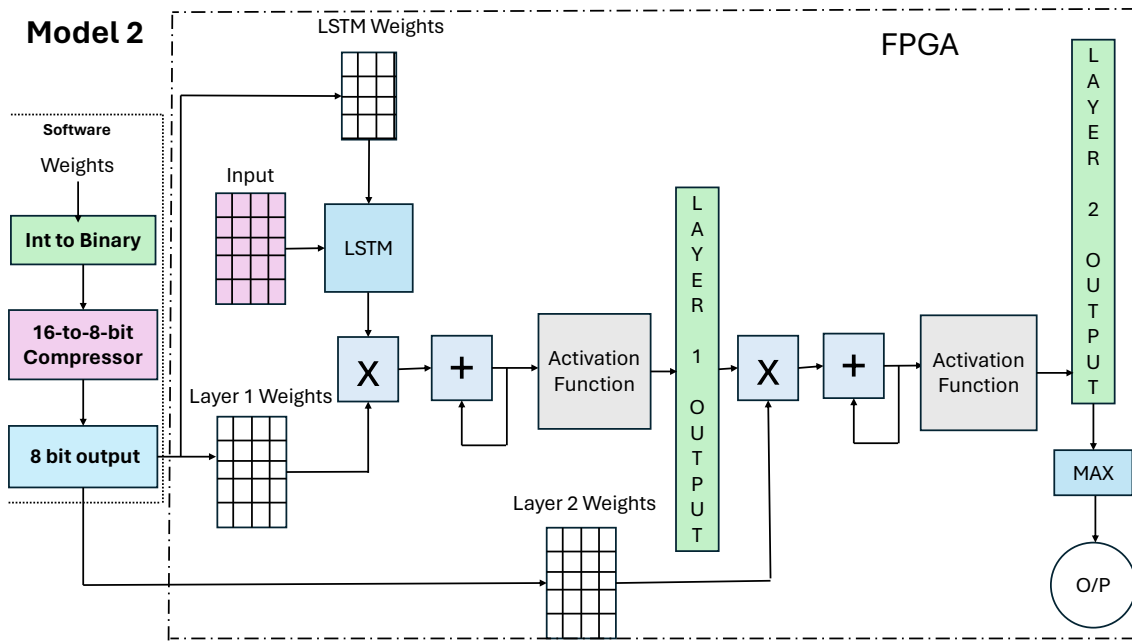 Model 2
LSTM Weights
FPGA
Software
Weights
Int to Binary
16-to-8-bit
Compressor
8 bit output
Input
LSTM
Layer 1 Weights
X
+
Activation
Function
LAYER 1 OUTPUT
Layer 2 Weights
X
+
Activation
Function
LAYER 2 OUTPUT
MAX
O/P